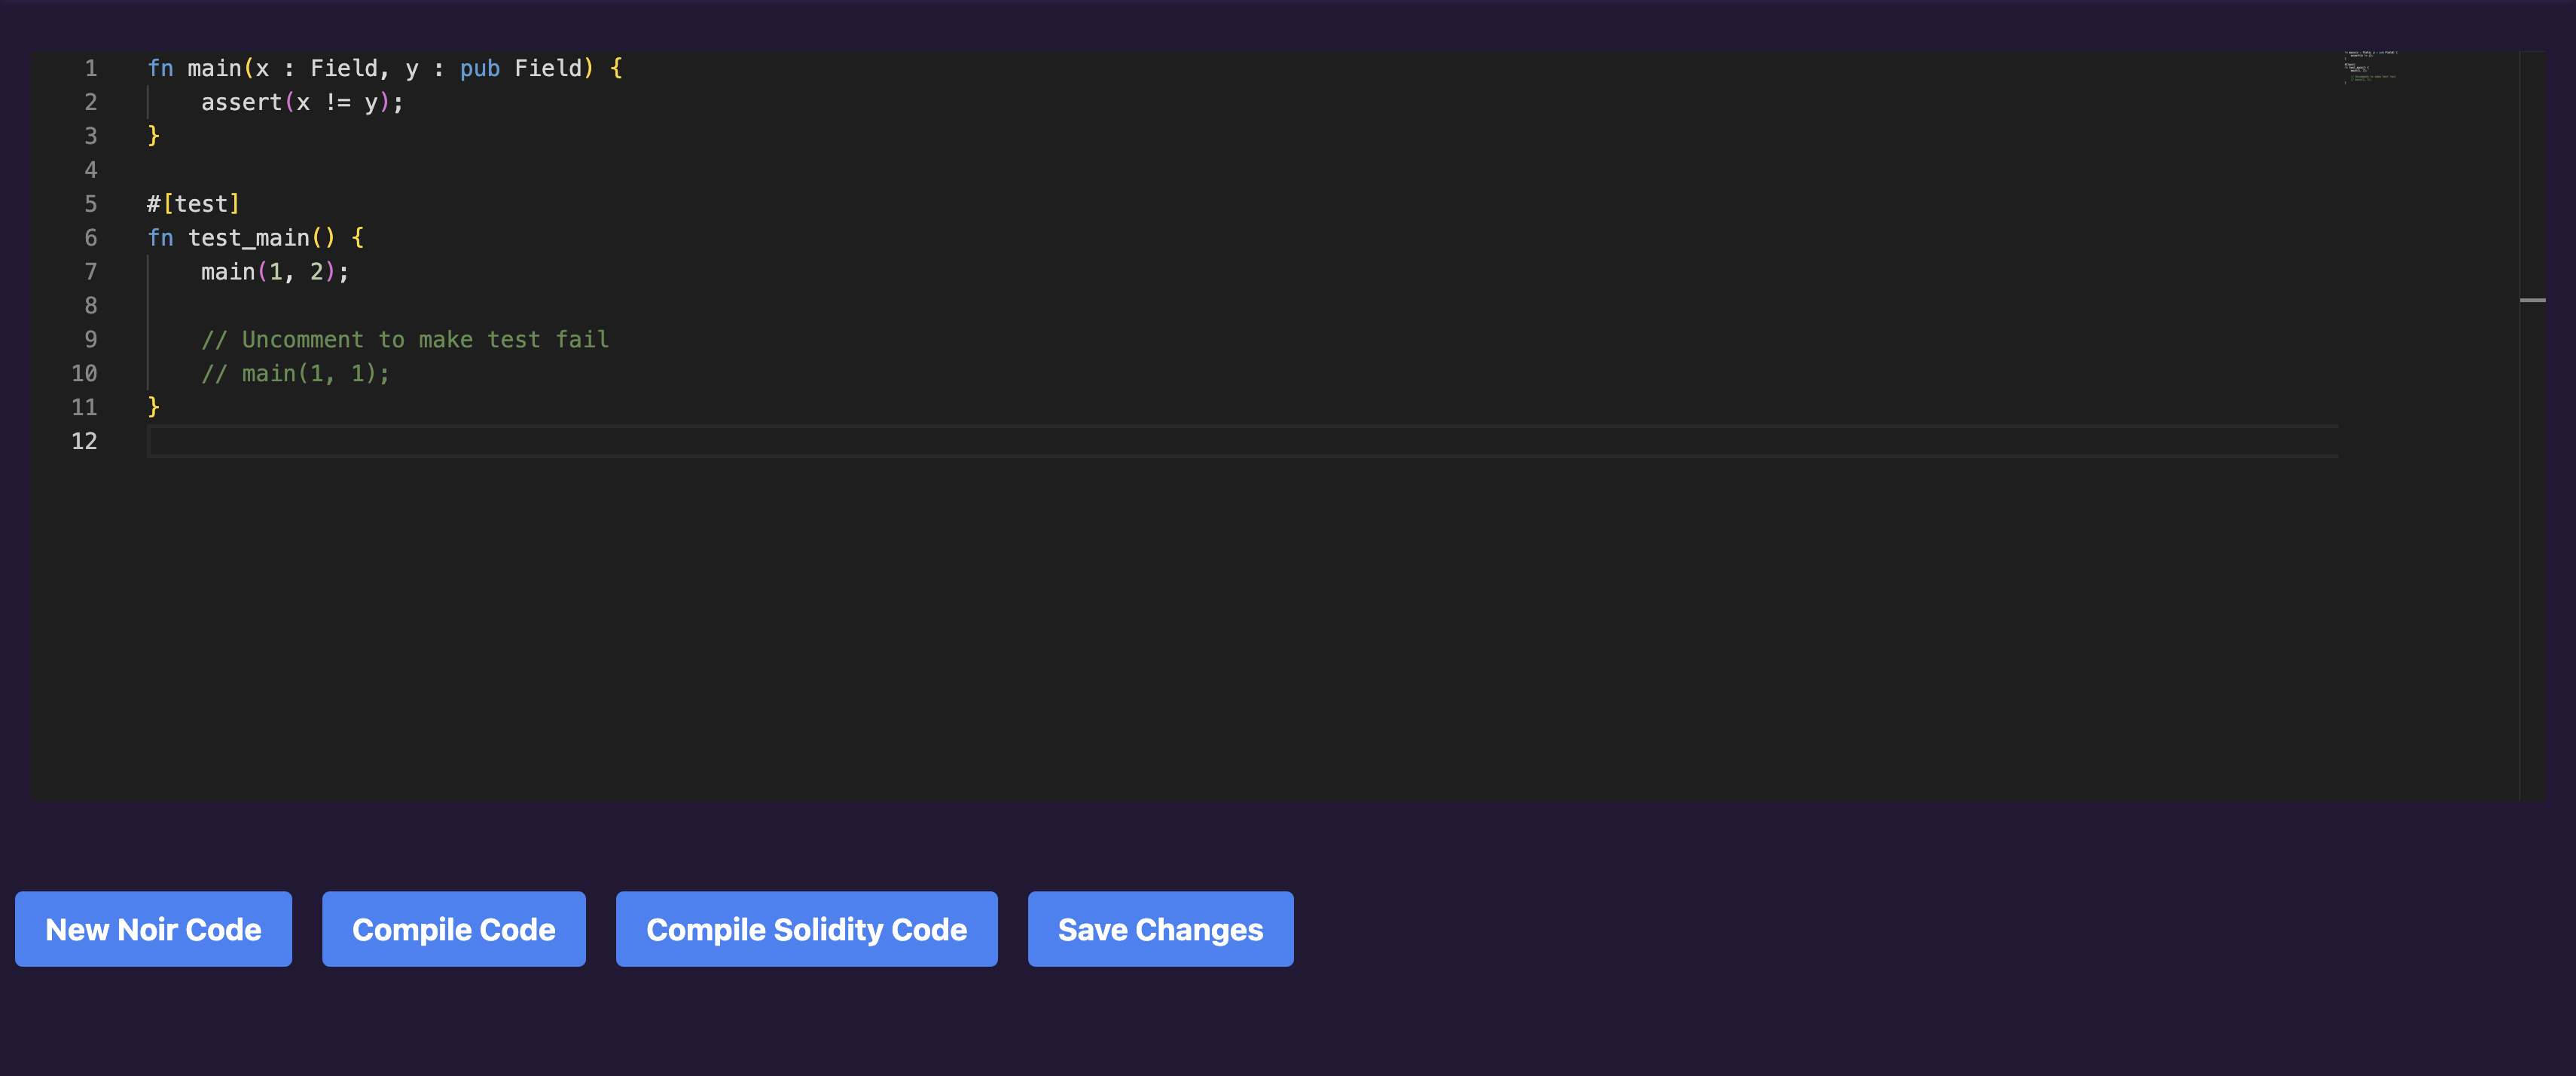 1 fn main(x : Field, y : pub Field) {
2     assert(x != y);
3 }
4
5 #[test]
6 fn test_main() {
7     main(1, 2);
8
9     // Uncomment to make test fail
10     // main(1, 1);
11 }
12
New Noir Code
Compile Code
Compile Solidity Code
Save Changes